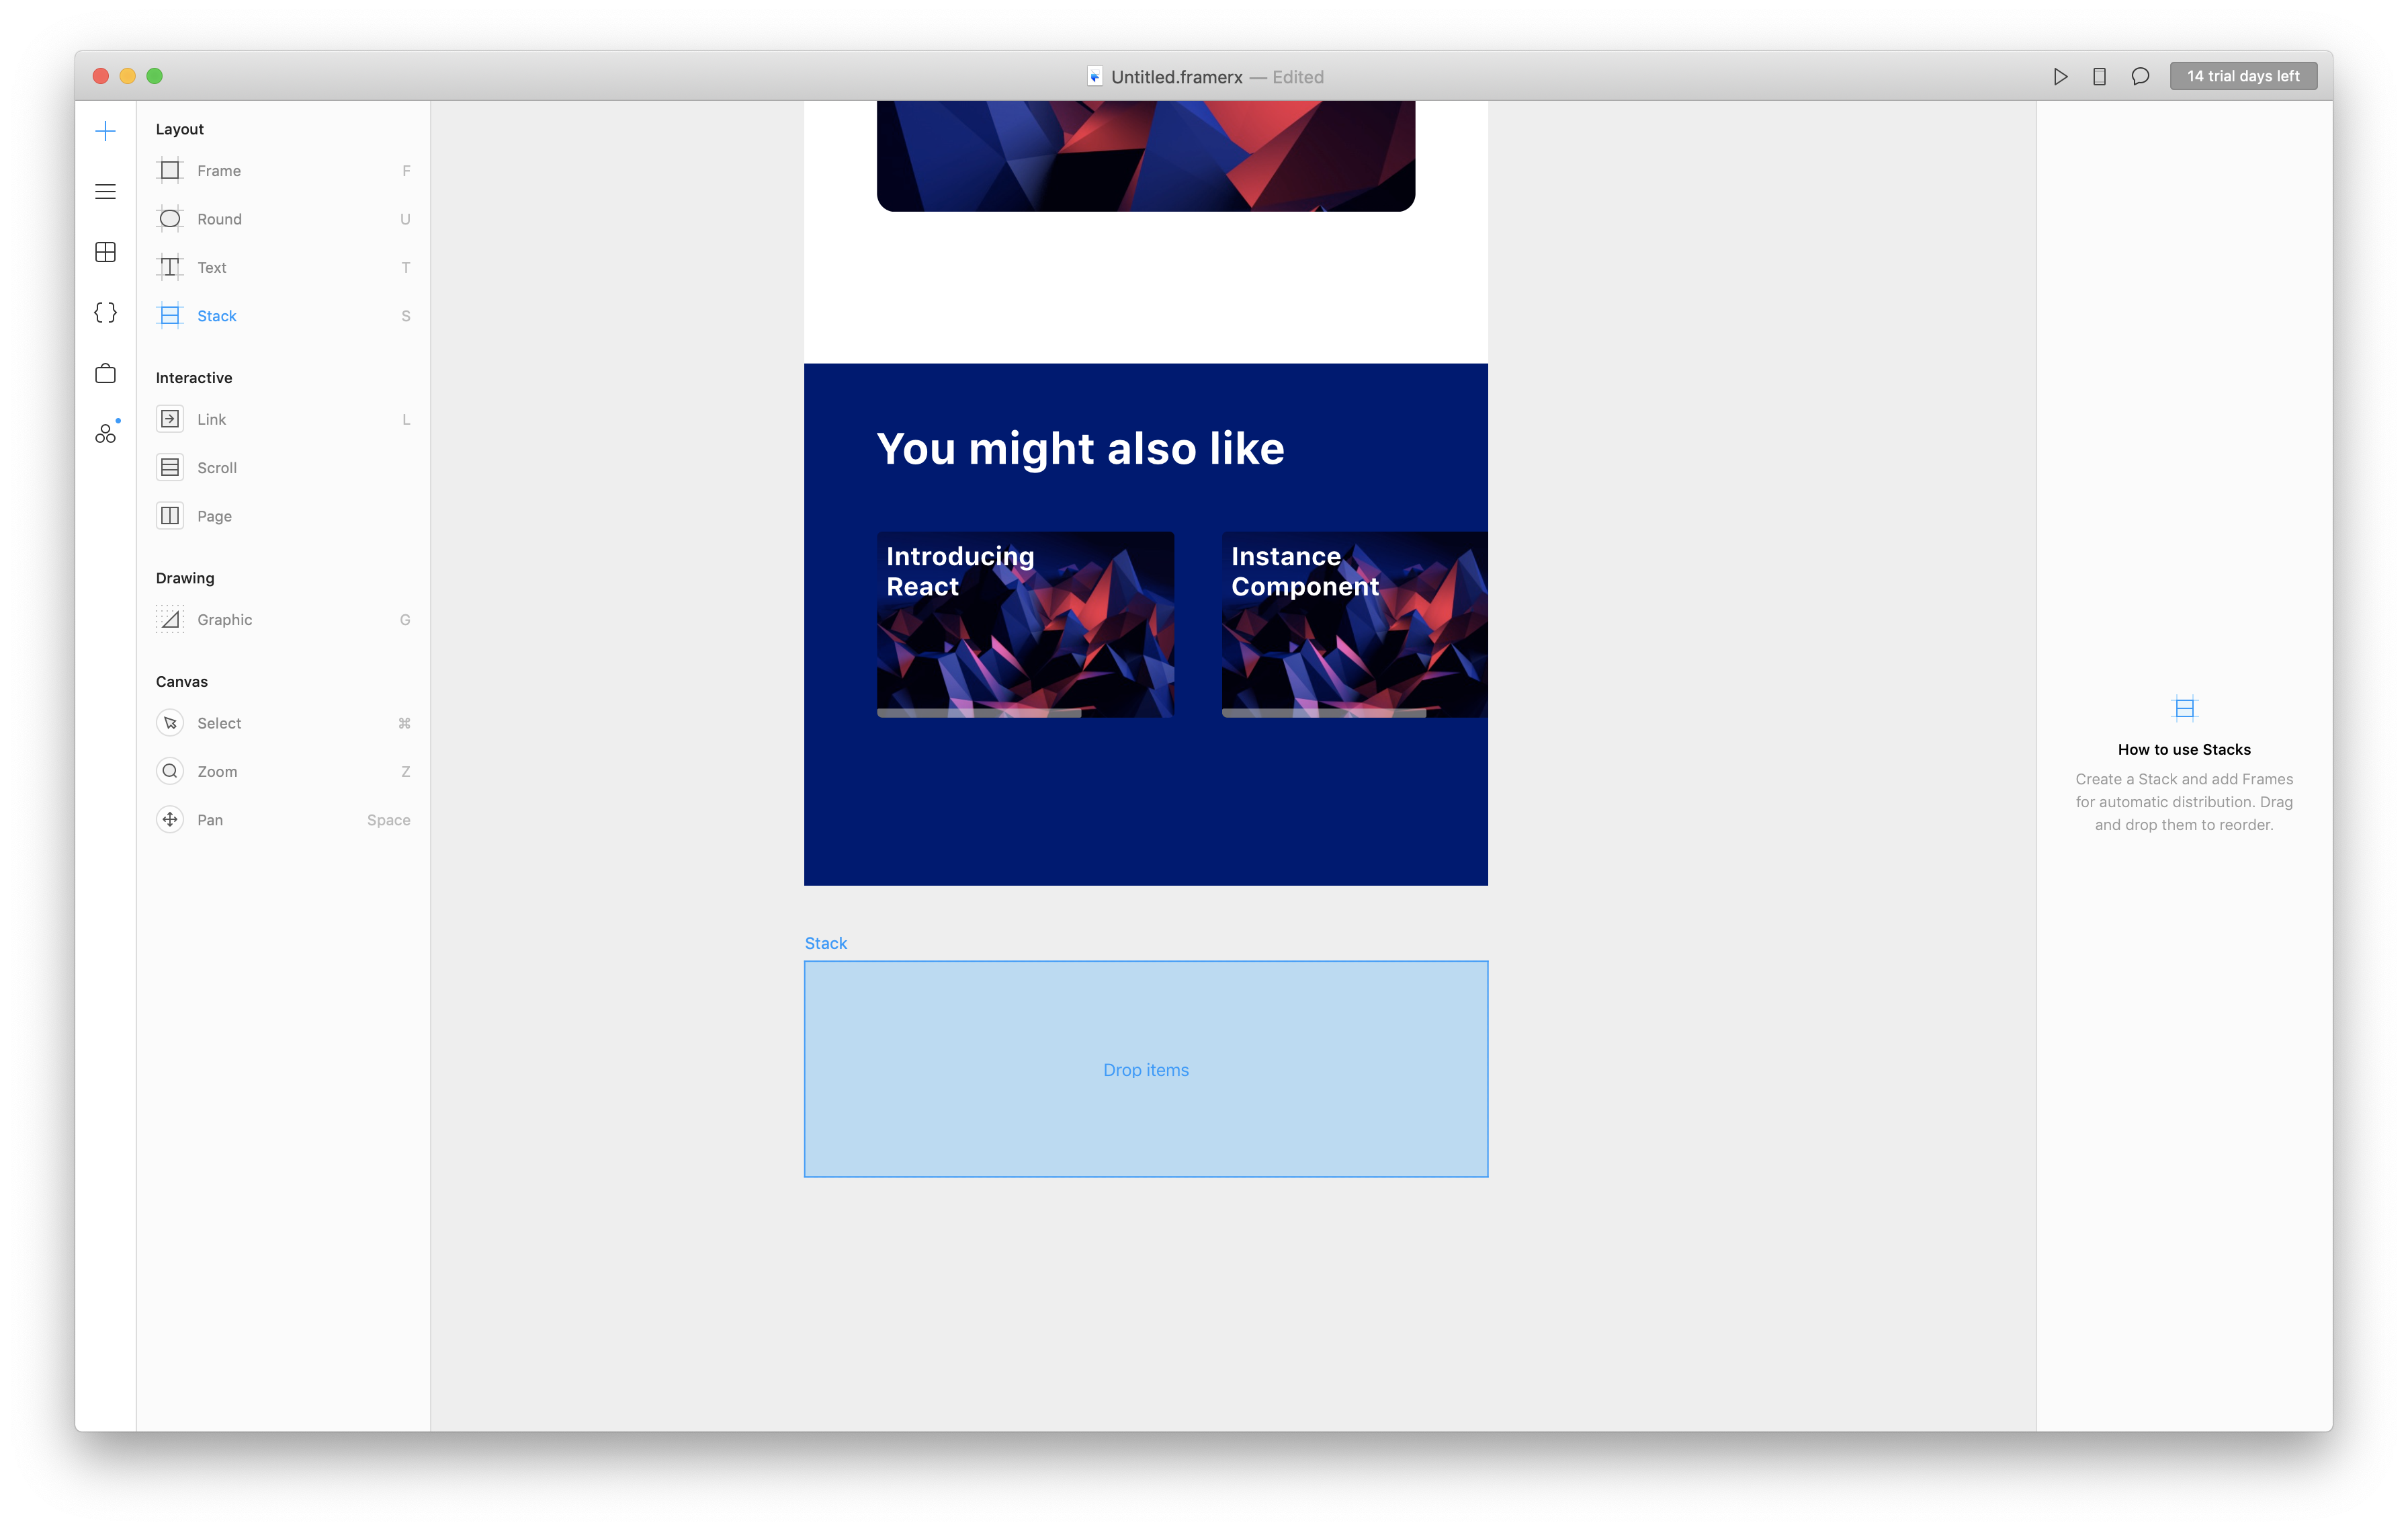 Untitled.framerx — Edited
14 trial days left
Layout
Frame F
Round U
Text T
Stack S
Interactive
Link L
Scroll
Page
Drawing
Graphic G
Canvas
Select ⌘
Zoom Z
Pan Space
You might also like
Introducing
React
Instance
Component
Stack
Drop items
How to use Stacks
Create a Stack and add Frames
for automatic distribution. Drag
and drop them to reorder.